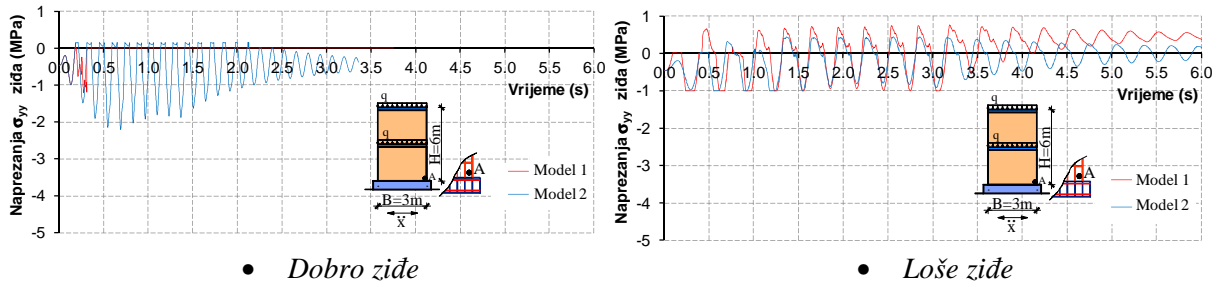 Naprezanja σyy ziđa (MPa)
1
0
-1
-2
-3
-4
-5
0.0 0.5 1.0 1.5 2.0 2.5 3.0 3.5 4.0 4.5 5.0 5.5 6.0
Vrijeme (s)
q
q
H=6m
A
A
B=3m
ẍ
Model 1
Model 2
• Dobro ziđe
Naprezanja σyy ziđa (MPa)
1
0
-1
-2
-3
-4
-5
0.0 0.5 1.0 1.5 2.0 2.5 3.0 3.5 4.0 4.5 5.0 5.5 6.0
Vrijeme (s)
q
q
H=6m
A
A
B=3m
ẍ
Model 1
Model 2
• Loše ziđe